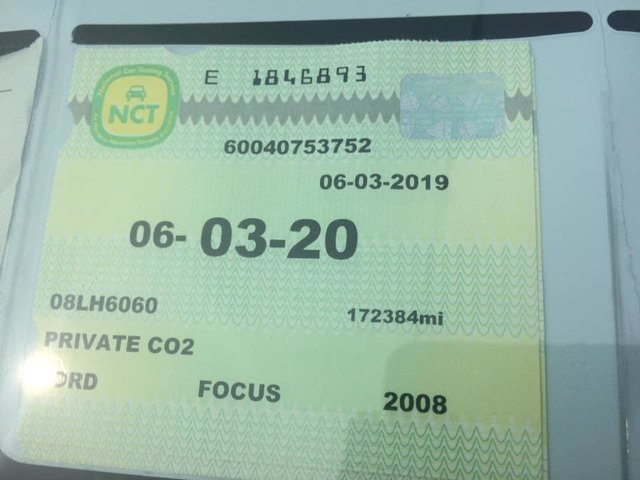 E 1846893
NCT
60040753752
06-03-2019
06-03-20
08LH6060 172384mi
PRIVATE CO2
ORD FOCUS 2008